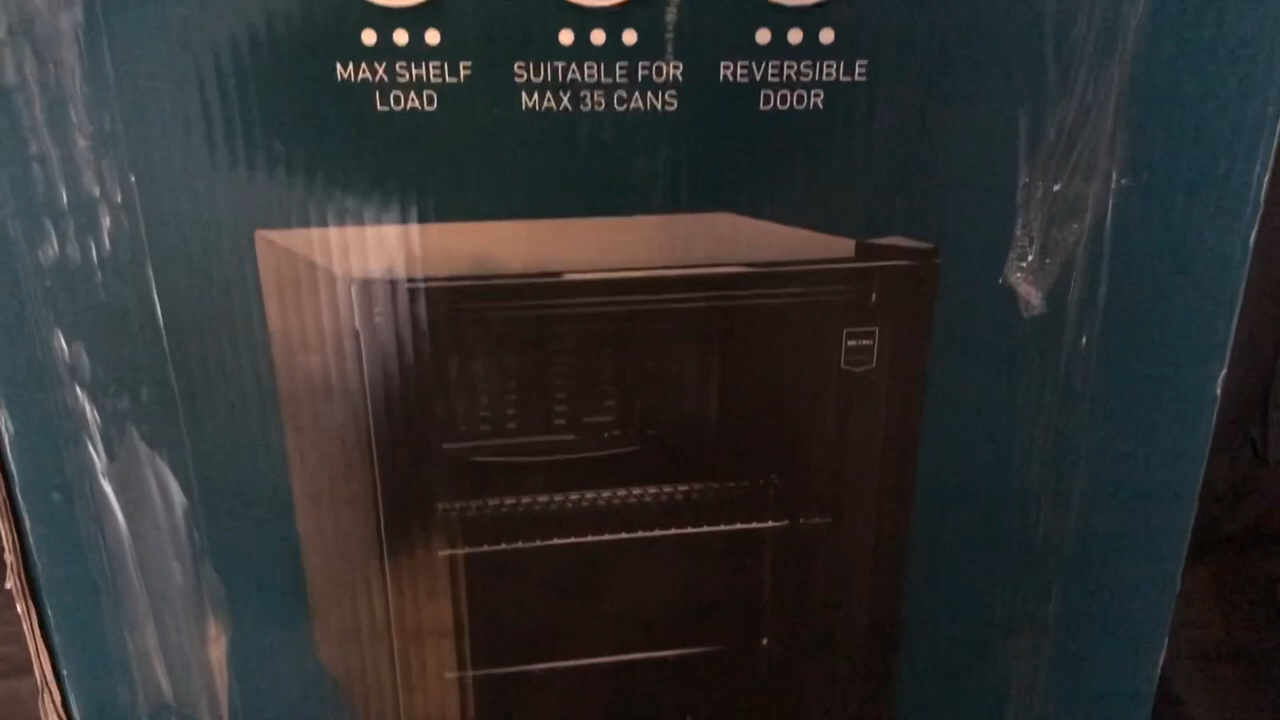 MAX SHELF
LOAD
SUITABLE FOR
MAX 35 CANS
REVERSIBLE
DOOR